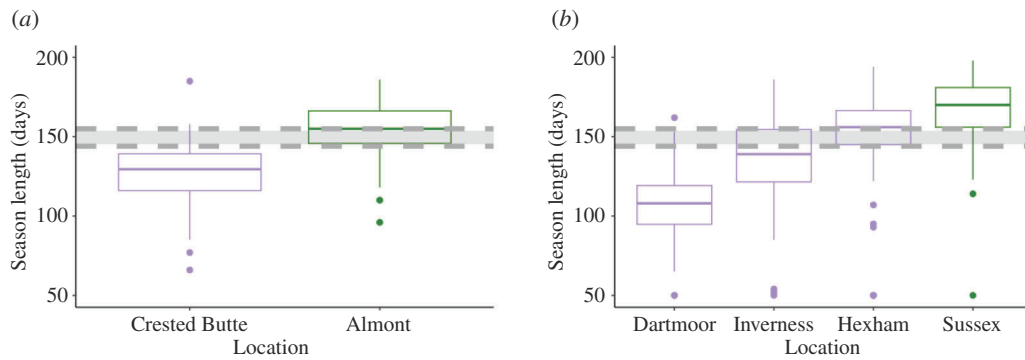 (a)
Season length (days)
200
150
100
50
Crested Butte Almont
Location
(b)
Season length (days)
200
150
100
50
Dartmoor Inverness Hexham Sussex
Location